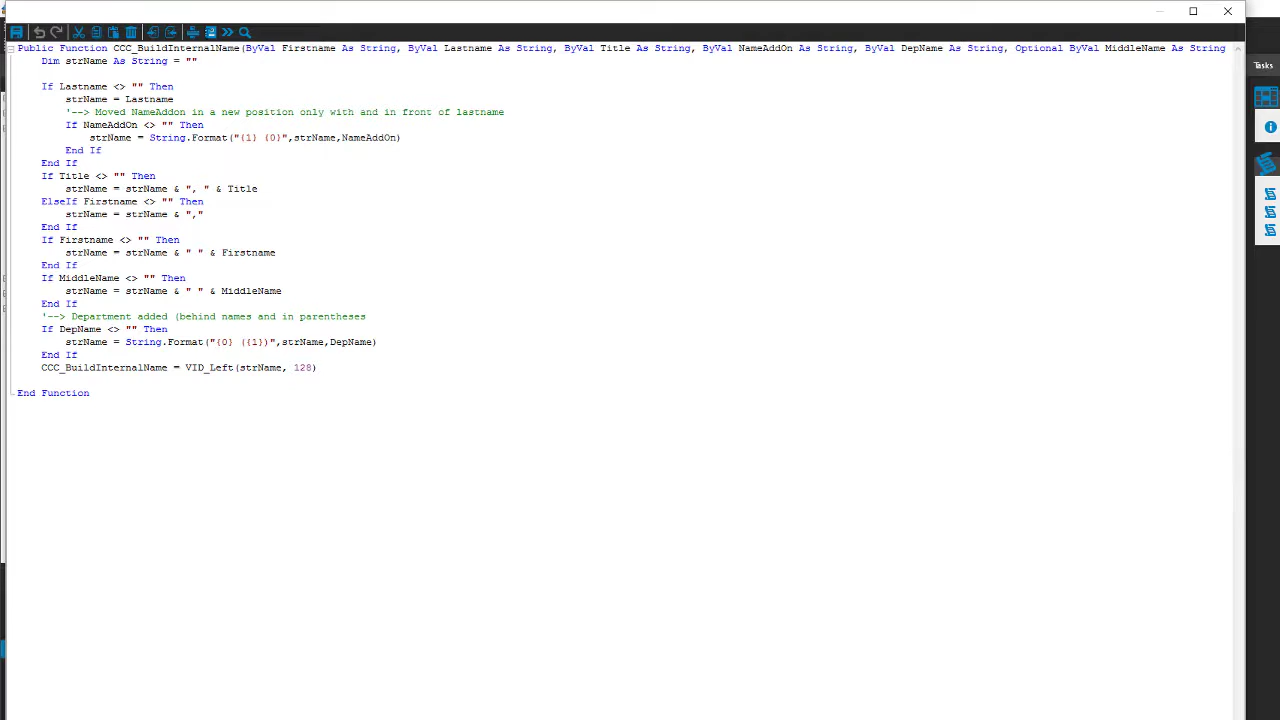 Tasks
Public Function CCC_BuildInternalName(ByVal Firstname As String, ByVal Lastname As String, ByVal Title As String, ByVal NameAddOn As String, ByVal DepName As String, Optional ByVal MiddleName As String
Dim strName As String = ""
If Lastname <> "" Then
strName = Lastname
'--> Moved NameAddon in a new position only with and in front of lastname
If NameAddOn <> "" Then
strName = String.Format("{1} {0}",strName,NameAddOn)
End If
End If
If Title <> "" Then
strName = strName & ", " & Title
ElseIf Firstname <> "" Then
strName = strName & ","
End If
If Firstname <> "" Then
strName = strName & " " & Firstname
End If
If MiddleName <> "" Then
strName = strName & " " & MiddleName
End If
'--> Department added (behind names and in parentheses
If DepName <> "" Then
strName = String.Format("{0} ({1})",strName,DepName)
End If
CCC_BuildInternalName = VID_Left(strName, 128)
End Function